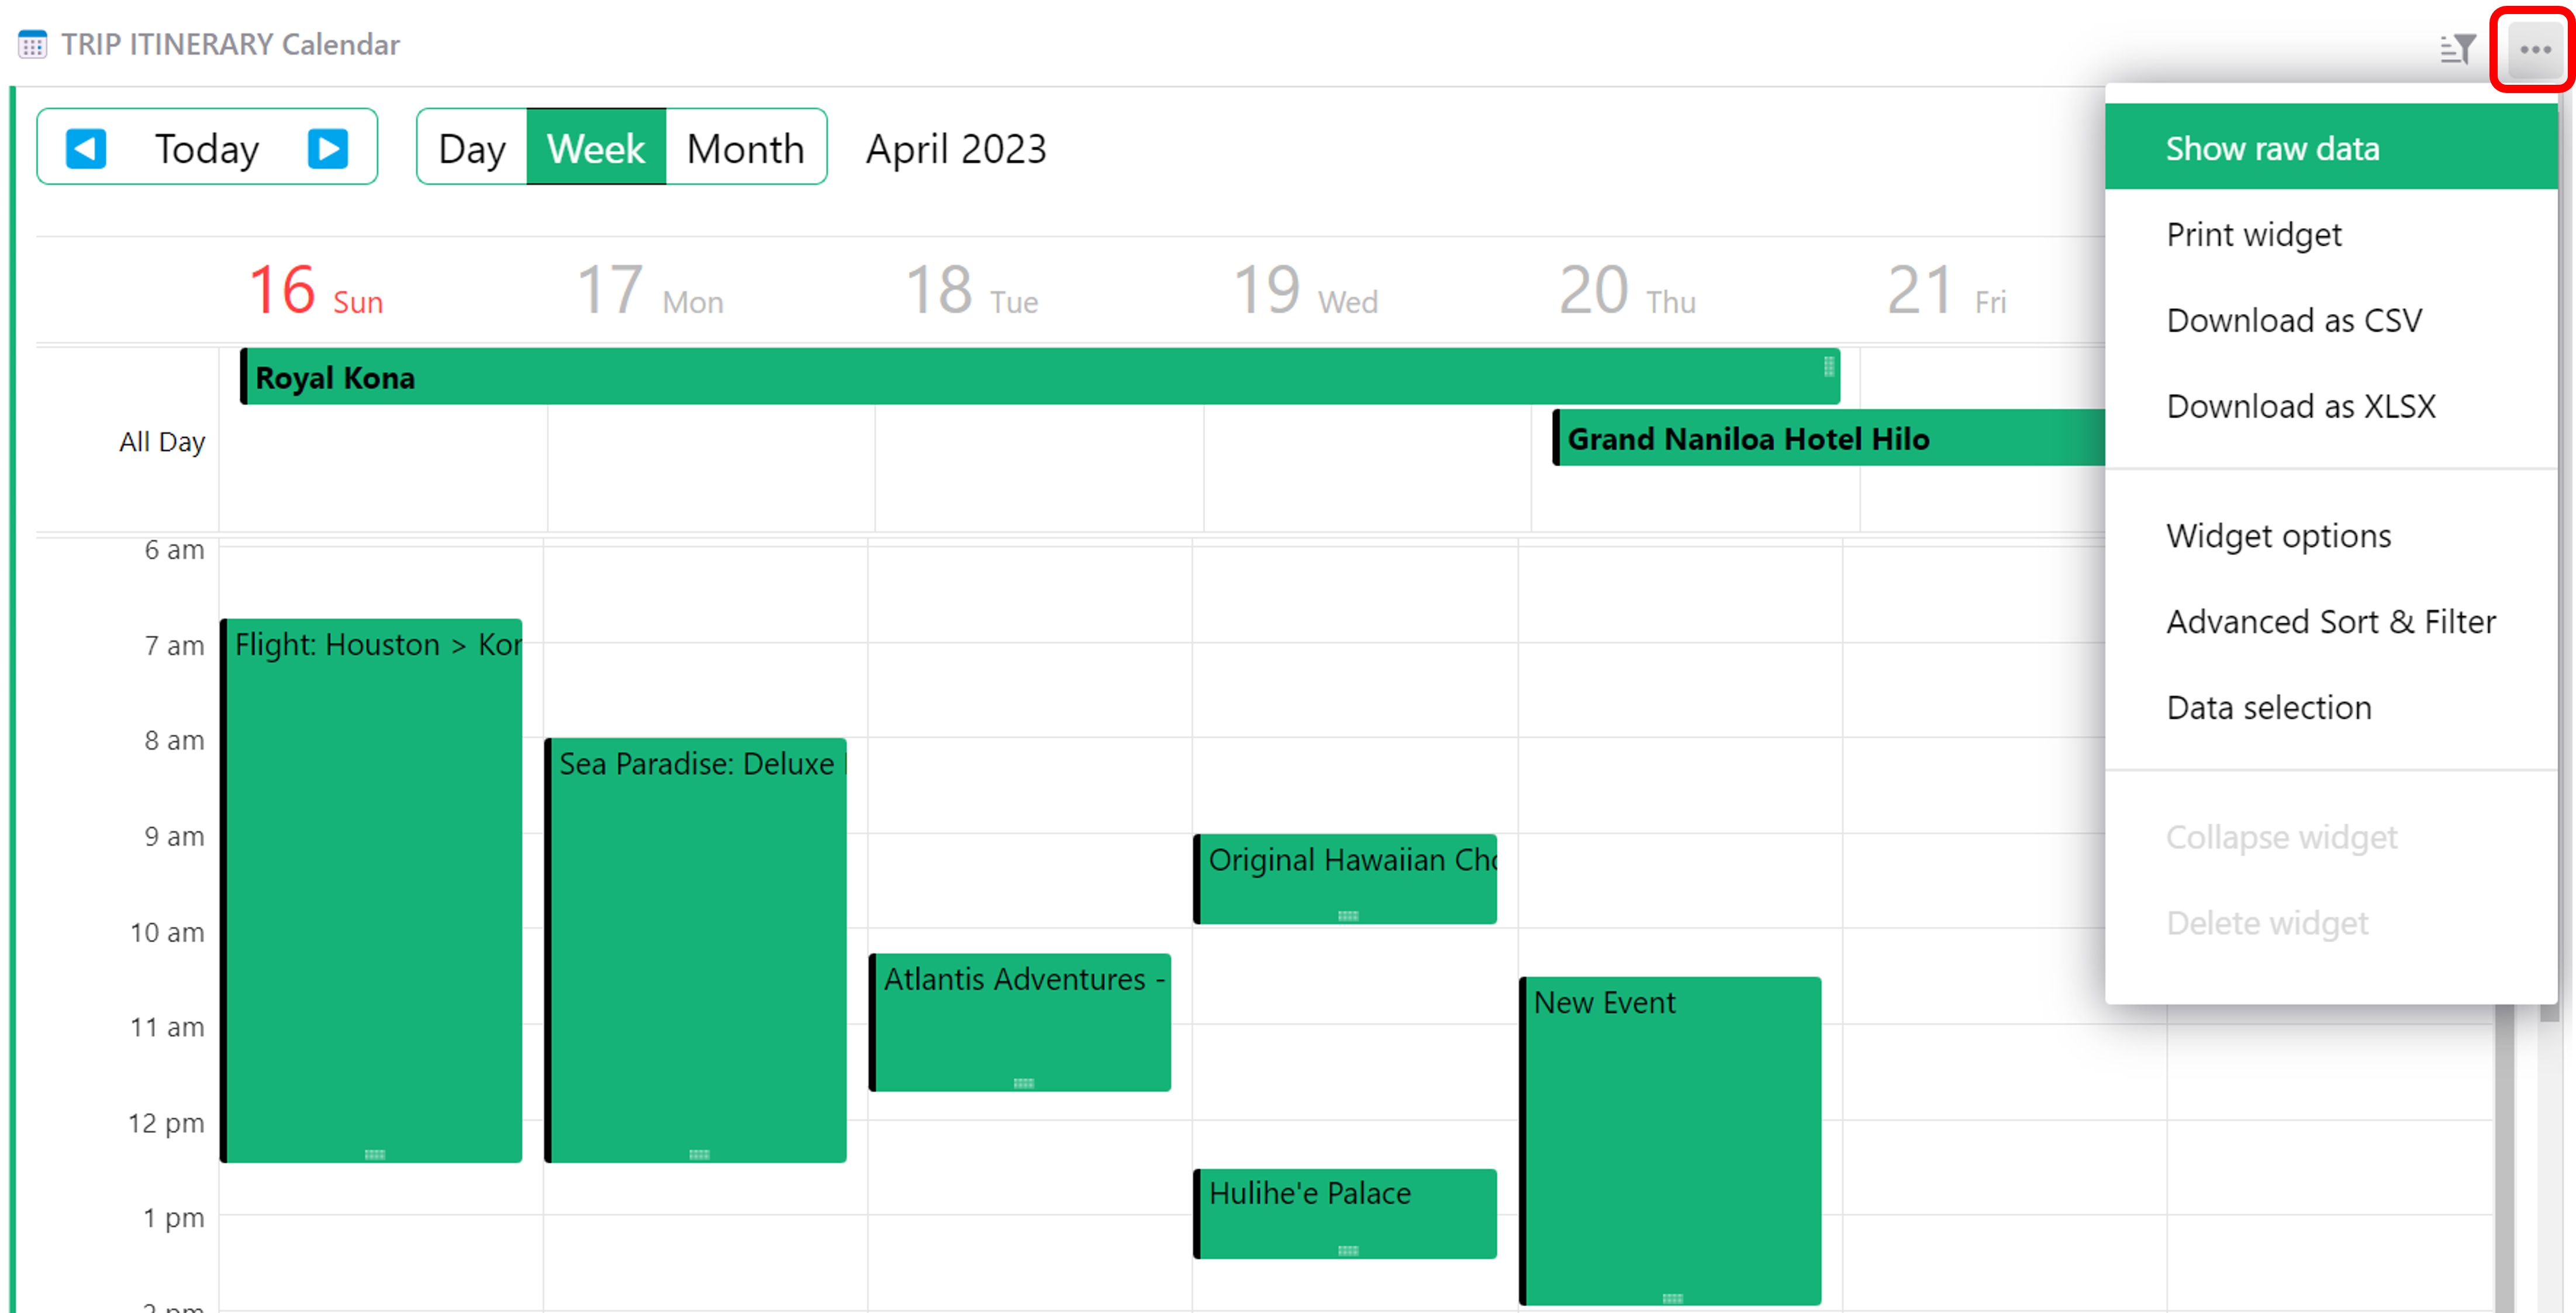 TRIP ITINERARY Calendar
Today
Day Week Month
April 2023
16 Sun
17 Mon
18 Tue
19 Wed
20 Thu
21 Fri
All Day
Royal Kona
Grand Naniloa Hotel Hilo
6 am
7 am
8 am
9 am
10 am
11 am
12 pm
1 pm
Flight: Houston >
Sea Paradise: Deluxe
Atlantis Adventures -
Original Hawaiian
Hulihe'e Palace
New Event
Show raw data
Print widget
Download as CSV
Download as XLSX
Widget options
Advanced Sort & Filter
Data selection
Collapse widget
Delete widget